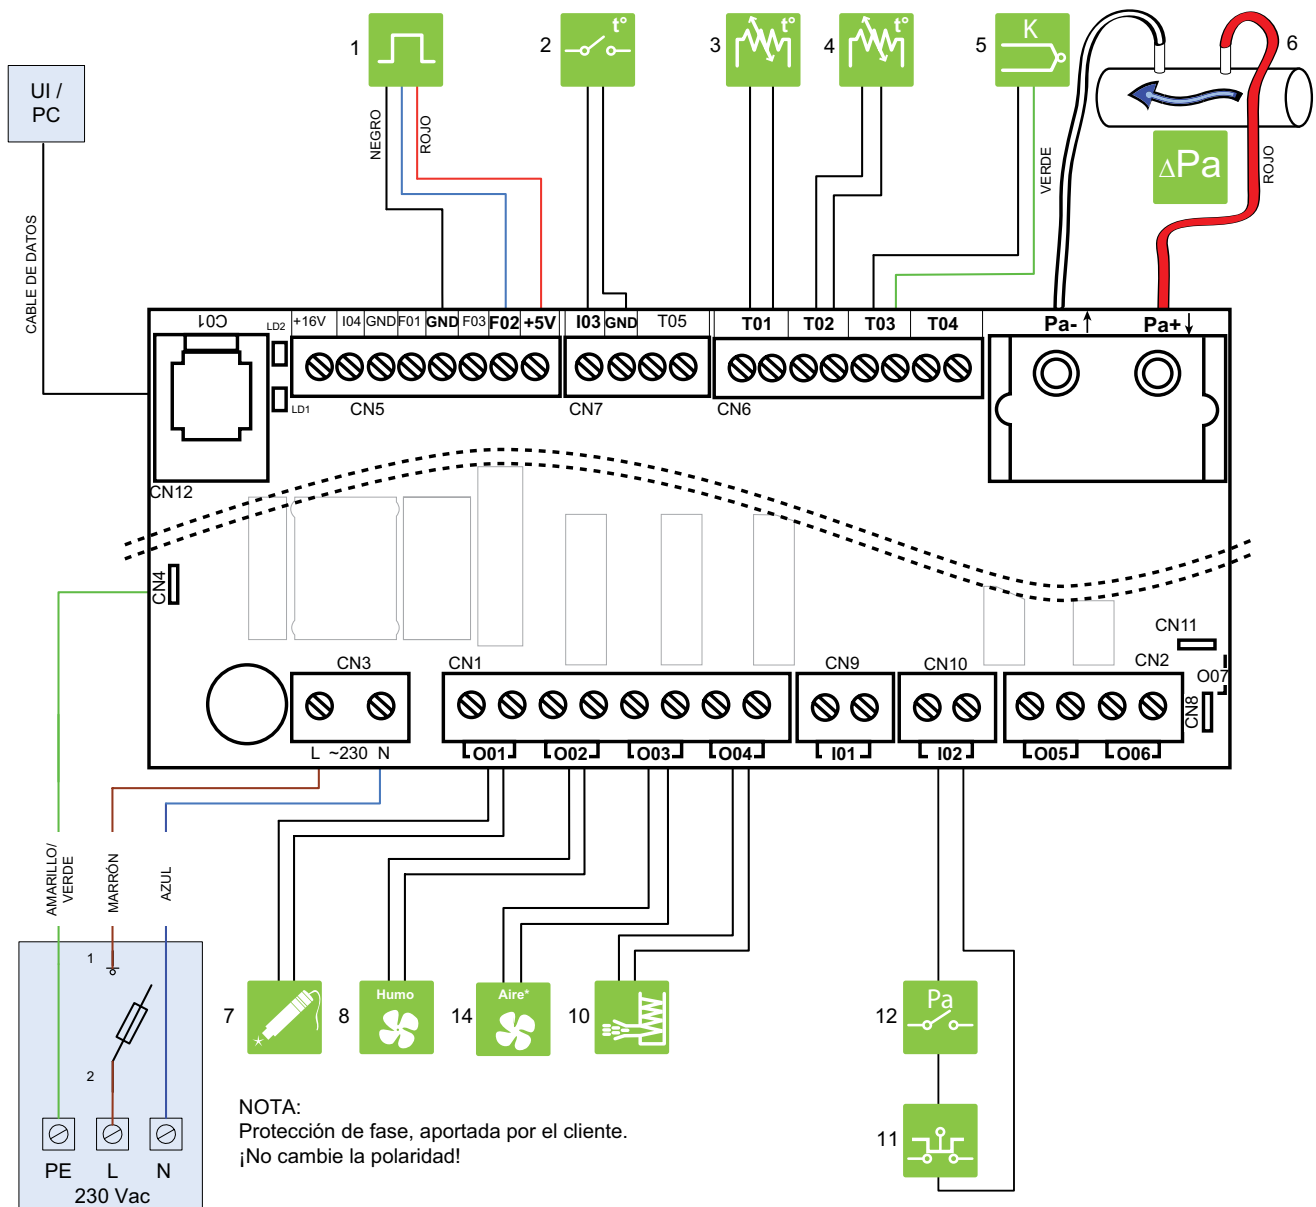 1
2
t°
3
t°
4
t°
5
K
6
UI /
PC
NEGRO
ROJO
VERDE
ΔPa
ROJO
CABLE DE DATOS
C01
LD2
+16V
I04
GND
F01
GND
F03
F02
+5V
I03
GND
T05
T01
T02
T03
T04
Pa-
Pa+
LD1
CN5
CN7
CN6
CN12
CN4
CN11
CN3
CN1
CN9
CN10
CN2
O07
CN8
L ~230 N
O01
O02
O03
O04
I01
I02
O05
O06
AMARILLO/
VERDE
MARRÓN
AZUL
1
2
PE
L
N
230 Vac
7
8
Humo
14
Aire*
10
12
Pa
11
NOTA:
Protección de fase, aportada por el cliente.
¡No cambie la polaridad!